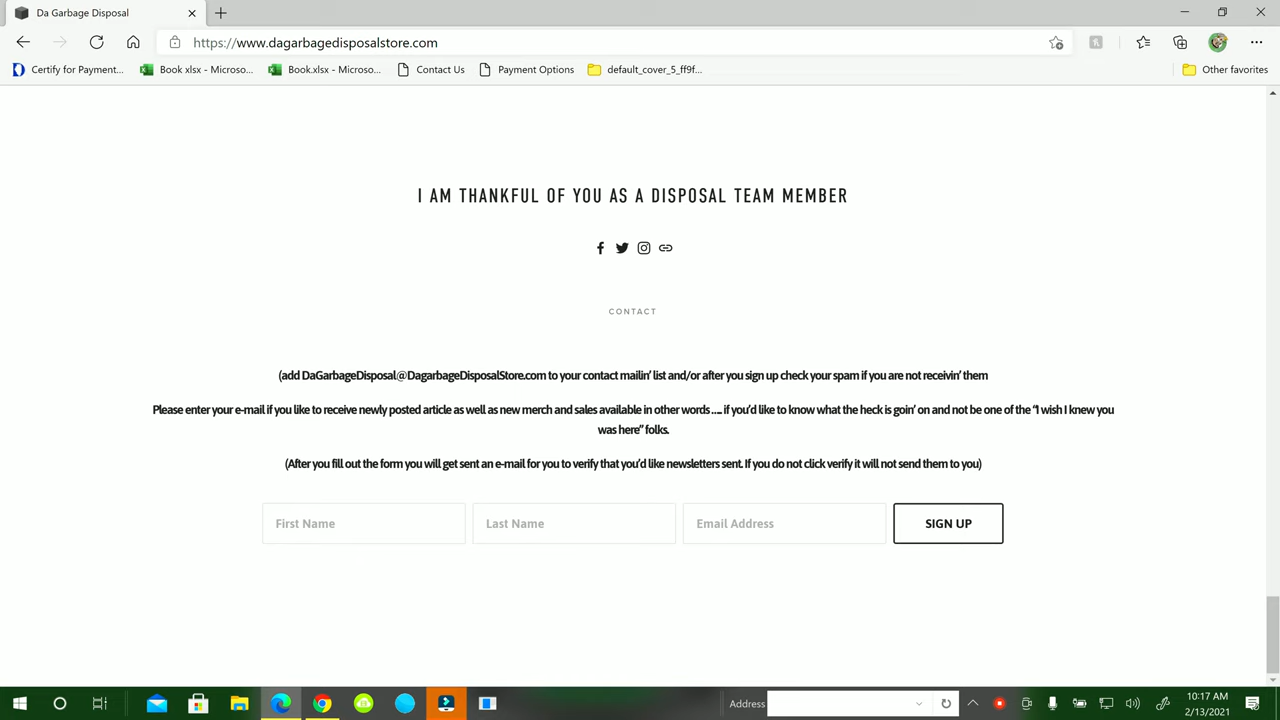 Da Garbage Disposal
https://www.dagarbagedisposalstore.com
Certify for Payment...
Book xlsx - Microso...
Book.xlsx - Microso...
Contact Us
Payment Options
default_cover_5_ff9f...
Other favorites
I AM THANKFUL OF YOU AS A DISPOSAL TEAM MEMBER
CONTACT
(add DaGarbageDisposal@DagarbageDisposalStore.com to your contact mailin' list and/or after you sign up check your spam if you are not receivin' them
Please enter your e-mail if you like to receive newly posted article as well as new merch and sales available in other words .... if you'd like to know what the heck is goin' on and not be one of the "I wish I knew you
was here" folks.
(After you fill out the form you will get sent an e-mail for you to verify that you'd like newsletters sent. If you do not click verify it will not send them to you)
First Name
Last Name
Email Address
SIGN UP
Address
10:17 AM
2/13/2021